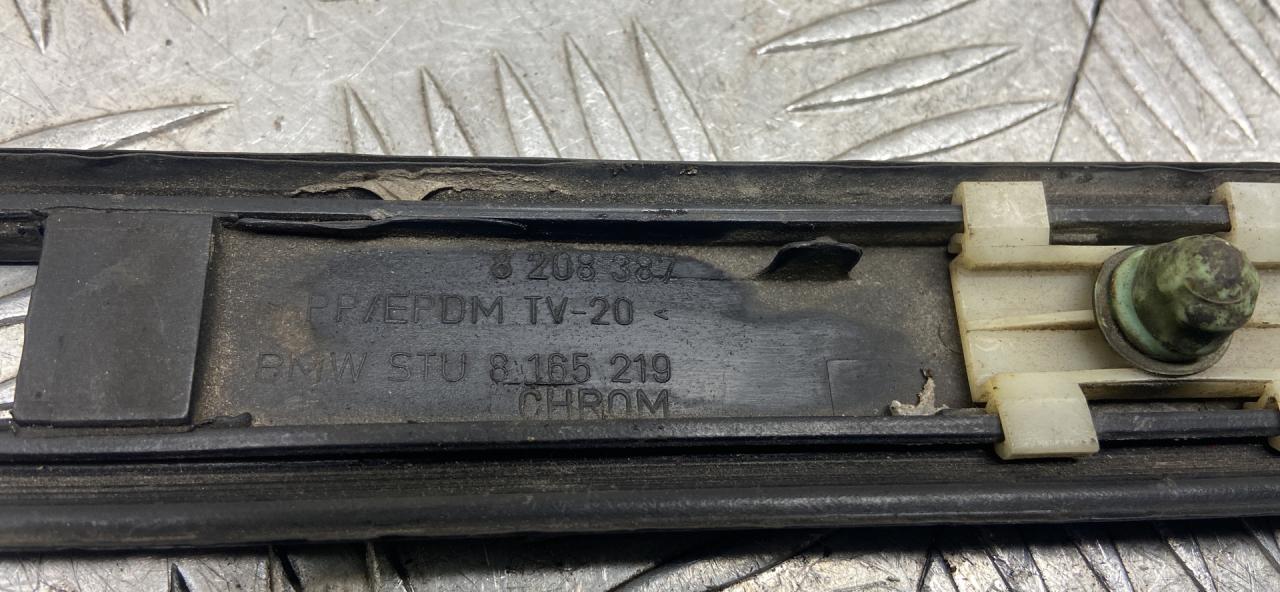 8 208 387
PP/EPDM TV-20 <
BMW STU 8 165 219
CHROM